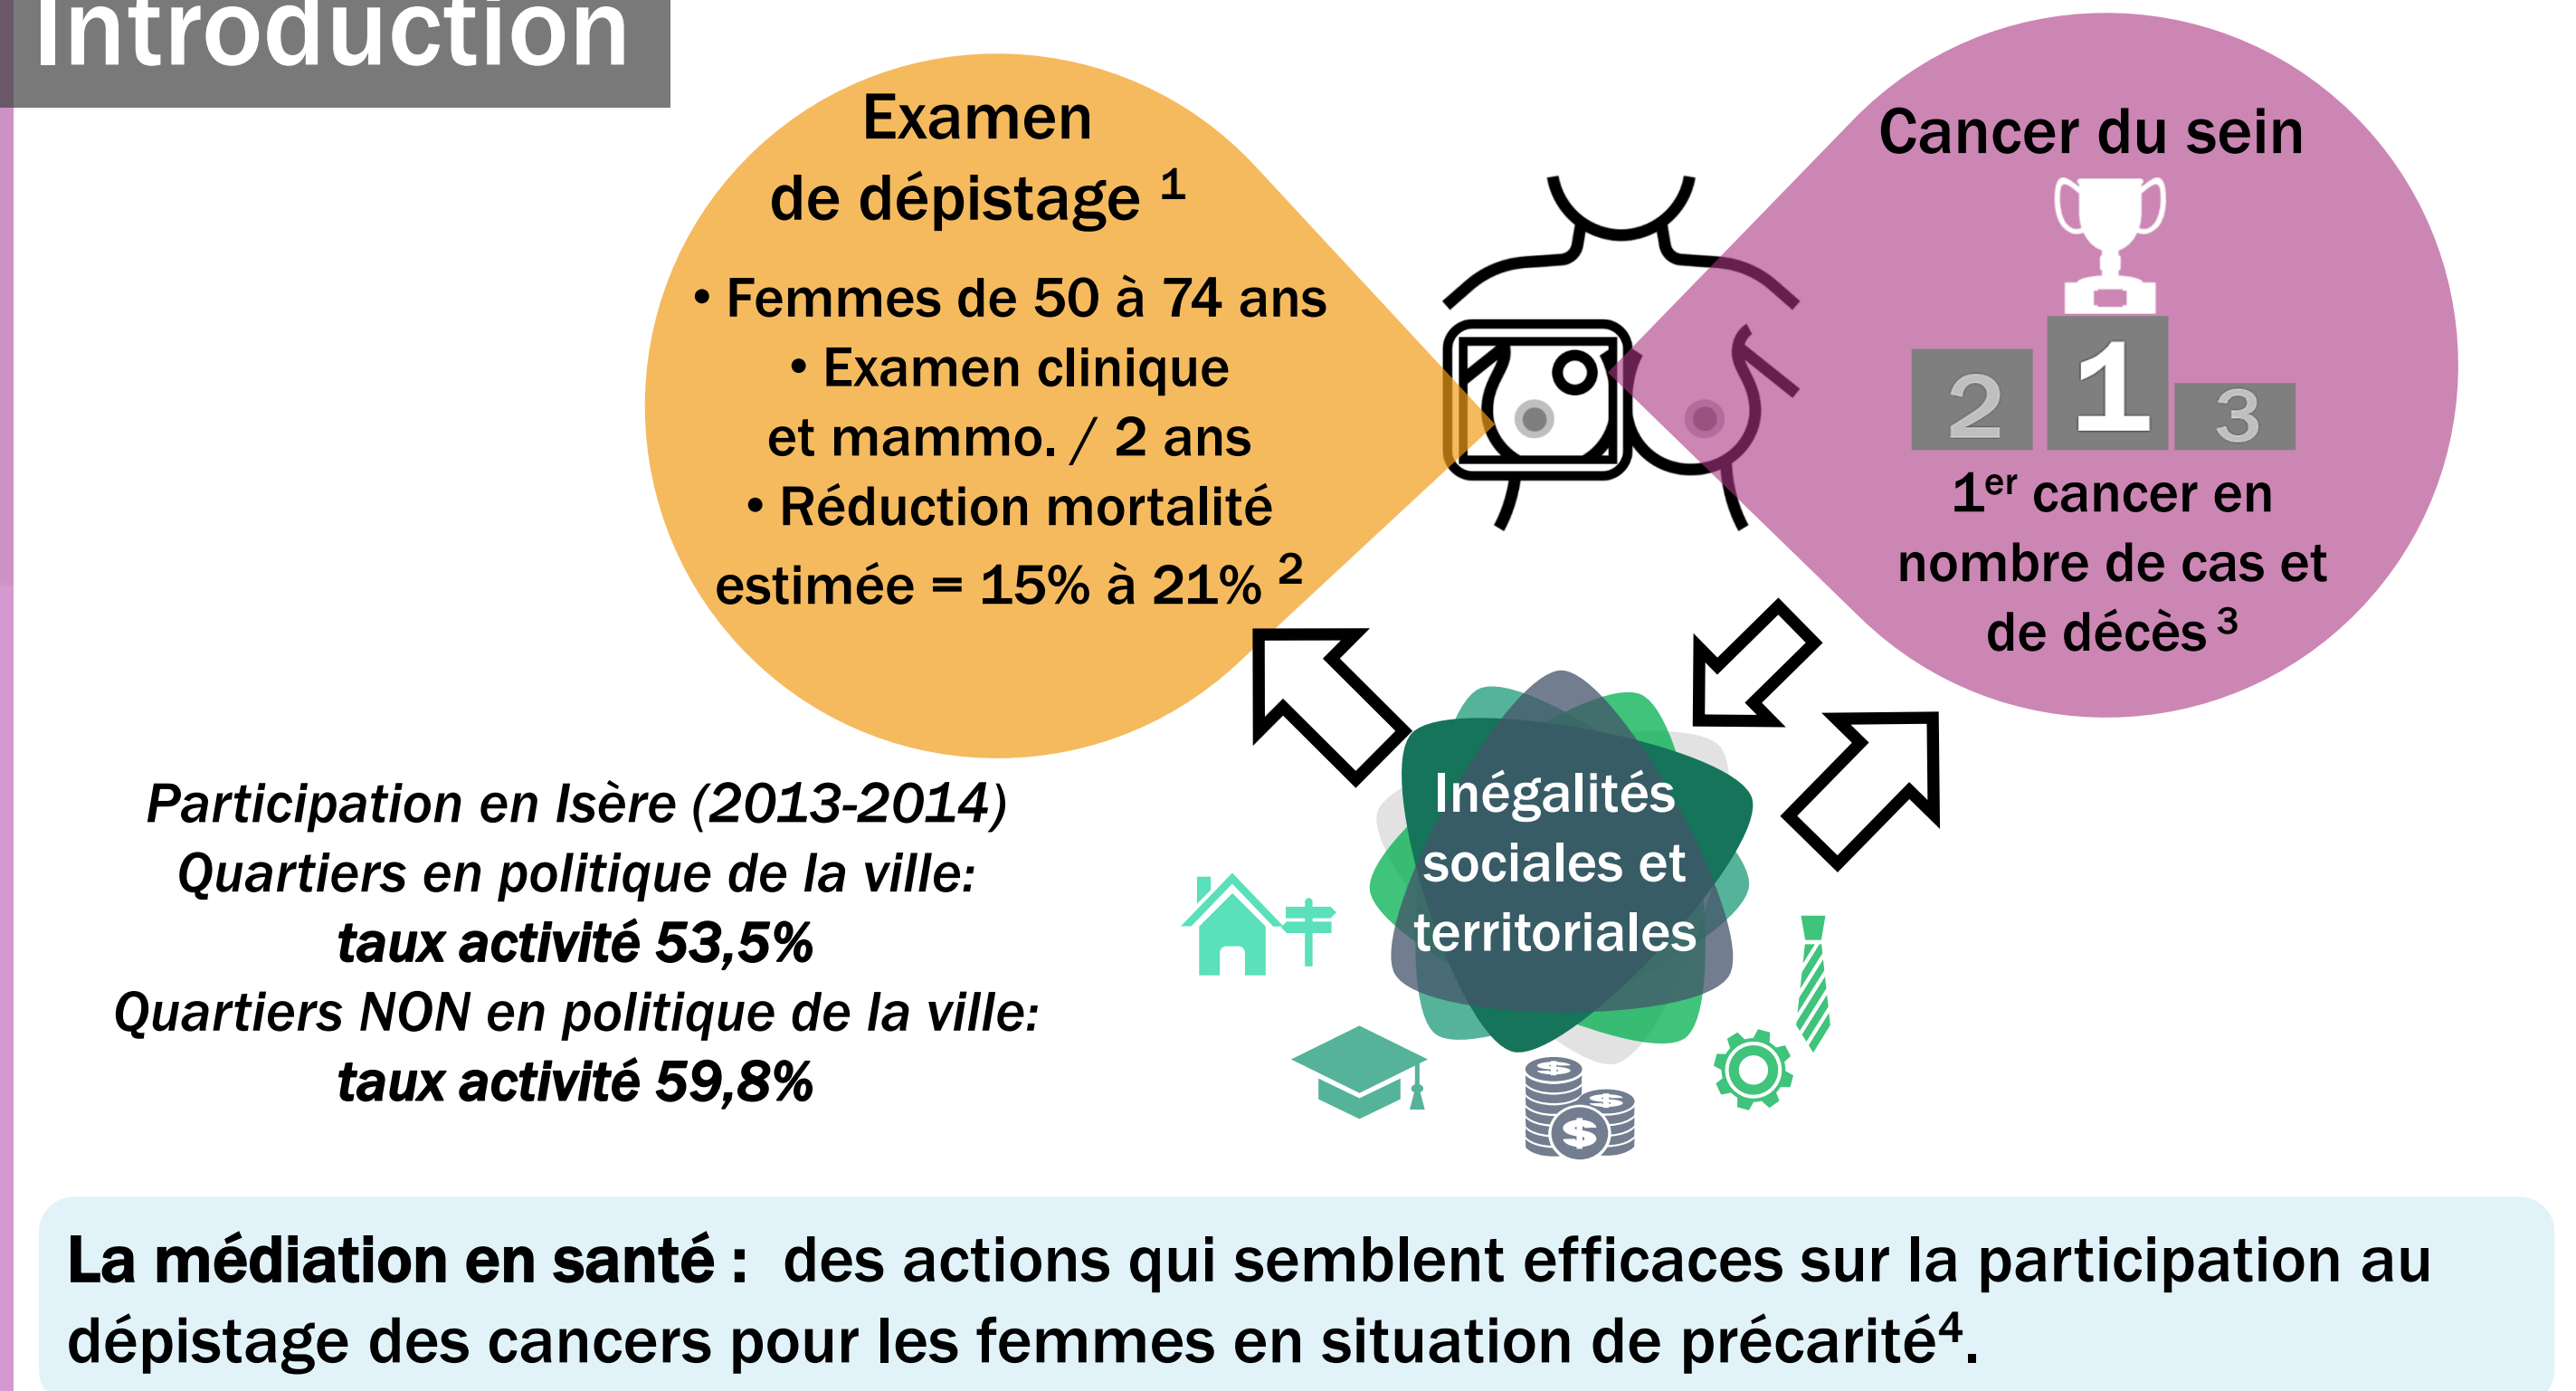 Introduction
Examen
de dépistage 1
• Femmes de 50 à 74 ans
• Examen clinique
et mammo. / 2 ans
• Réduction mortalité
estimée = 15% à 21% 2
Cancer du sein
2 1 3
1er cancer en
nombre de cas et
de décès 3
Inégalités
sociales et
territoriales
$ $ $
Participation en Isère (2013-2014)
Quartiers en politique de la ville:
taux activité 53,5%
Quartiers NON en politique de la ville:
taux activité 59,8%
La médiation en santé : des actions qui semblent efficaces sur la participation au
dépistage des cancers pour les femmes en situation de précarité4.